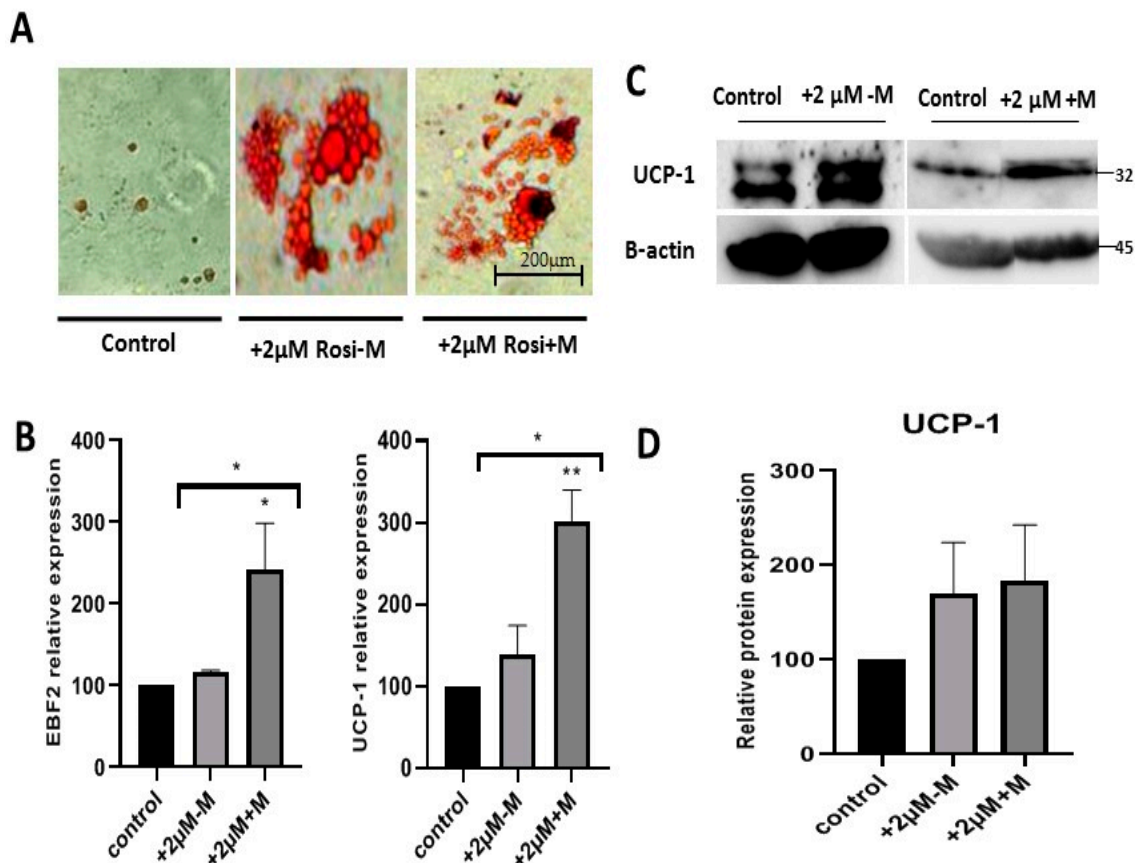 A
200μm
Control
+2μM Rosi-M
+2μM Rosi+M
C
Control +2 μM -M Control +2 μM +M
UCP-1
32
B-actin
45
B
EBF2 relative expression
400
300
200
100
0
*
*
control
+2μM-M
+2μM+M
UCP-1 relative expression
400
300
200
100
0
*
**
control
+2μM-M
+2μM+M
D
UCP-1
Relative protein expression
300
200
100
0
control
+2μM-M
+2μM+M